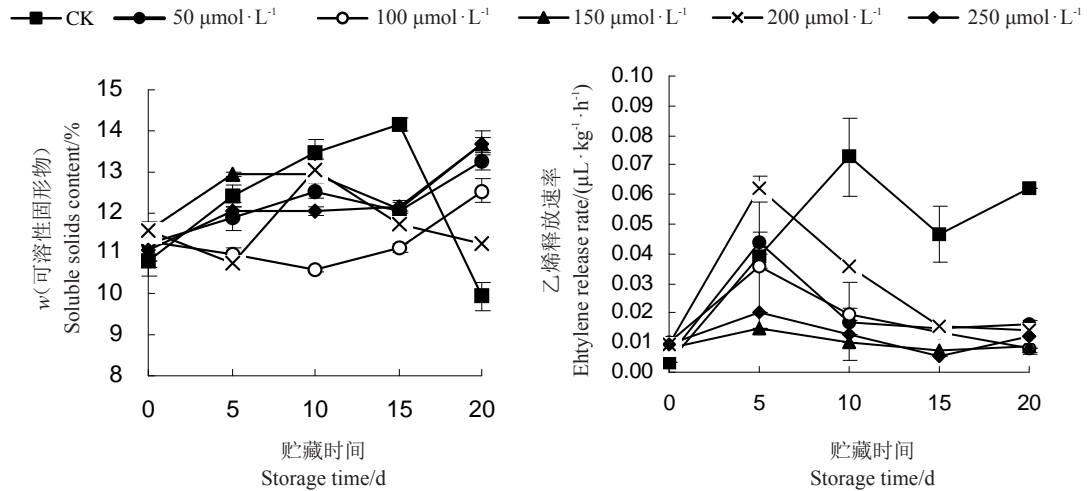 CK 50 μmol·L⁻¹ 100 μmol·L⁻¹ 150 μmol·L⁻¹ 200 μmol·L⁻¹ 250 μmol·L⁻¹
w(可溶性固形物)
Soluble solids content/%
15
14
13
12
11
10
9
8
0 5 10 15 20
贮藏时间
Storage time/d
乙烯释放速率
Ehtylene release rate/(μL·kg⁻¹·h⁻¹)
0.10
0.09
0.08
0.07
0.06
0.05
0.04
0.03
0.02
0.01
0.00
0 5 10 15 20
贮藏时间
Storage time/d